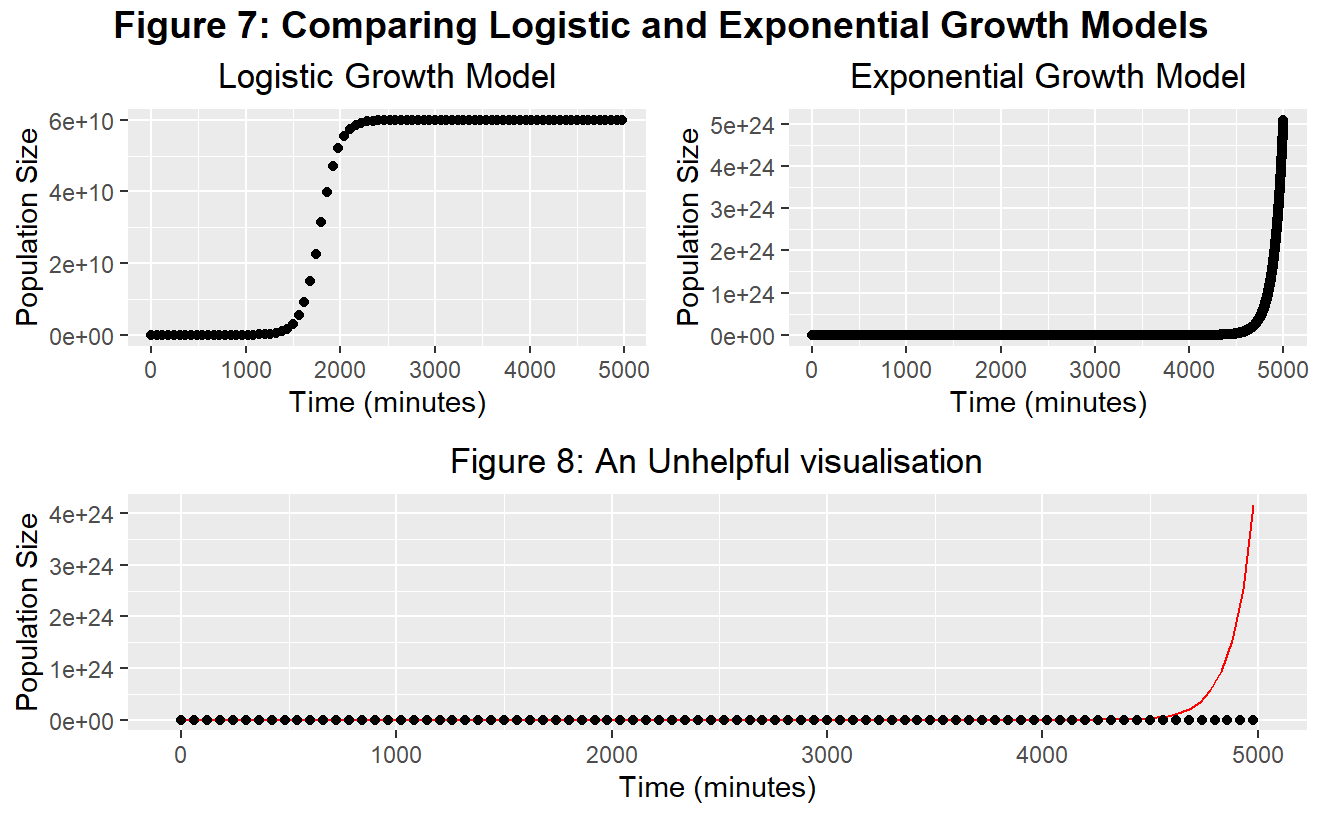 Figure 7: Comparing Logistic and Exponential Growth Models
Logistic Growth Model
Population Size
6e+10
4e+10
2e+10
0e+00
0 1000 2000 3000 4000 5000
Time (minutes)
Exponential Growth Model
Population Size
5e+24
4e+24
3e+24
2e+24
1e+24
0e+00
0 1000 2000 3000 4000 5000
Time (minutes)
Figure 8: An Unhelpful visualisation
Population Size
4e+24
3e+24
2e+24
1e+24
0e+00
0 1000 2000 3000 4000 5000
Time (minutes)